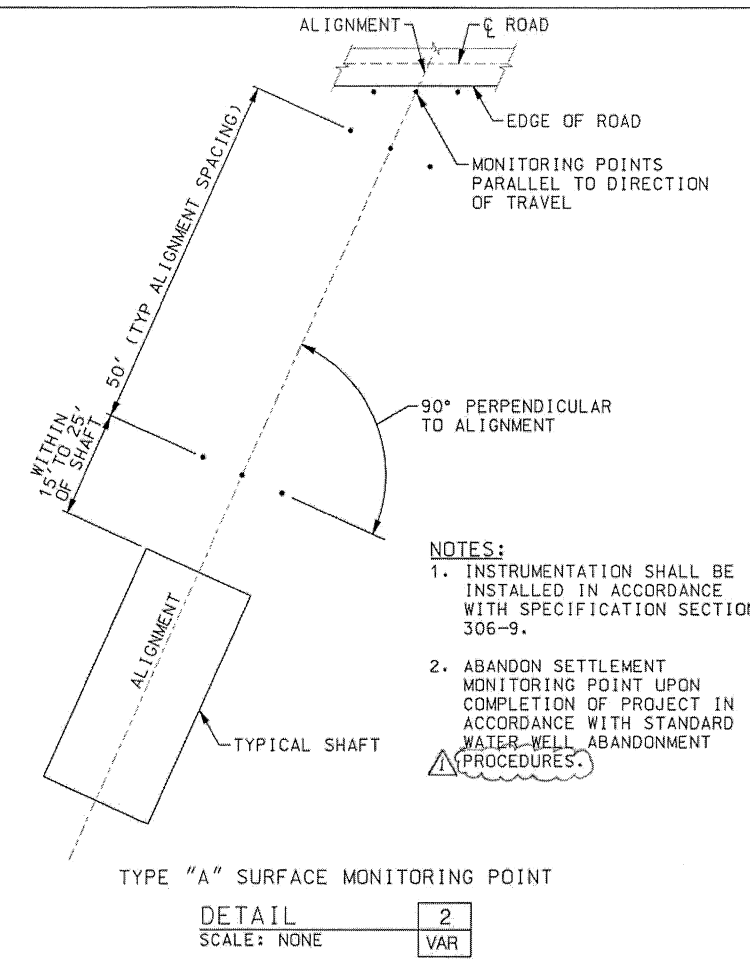 ALIGNMENT
℄ ROAD
EDGE OF ROAD
MONITORING POINTS
PARALLEL TO DIRECTION
OF TRAVEL
50' (TYP ALIGNMENT SPACING)
WITHIN
15' TO 25'
OF SHAFT
90° PERPENDICULAR
TO ALIGNMENT
NOTES:
1. INSTRUMENTATION SHALL BE
INSTALLED IN ACCORDANCE
WITH SPECIFICATION SECTION
306-9.
2. ABANDON SETTLEMENT
MONITORING POINT UPON
COMPLETION OF PROJECT IN
ACCORDANCE WITH STANDARD
WATER WELL ABANDONMENT
1 PROCEDURES.
ALIGNMENT
TYPICAL SHAFT
TYPE "A" SURFACE MONITORING POINT
DETAIL 2
SCALE: NONE VAR